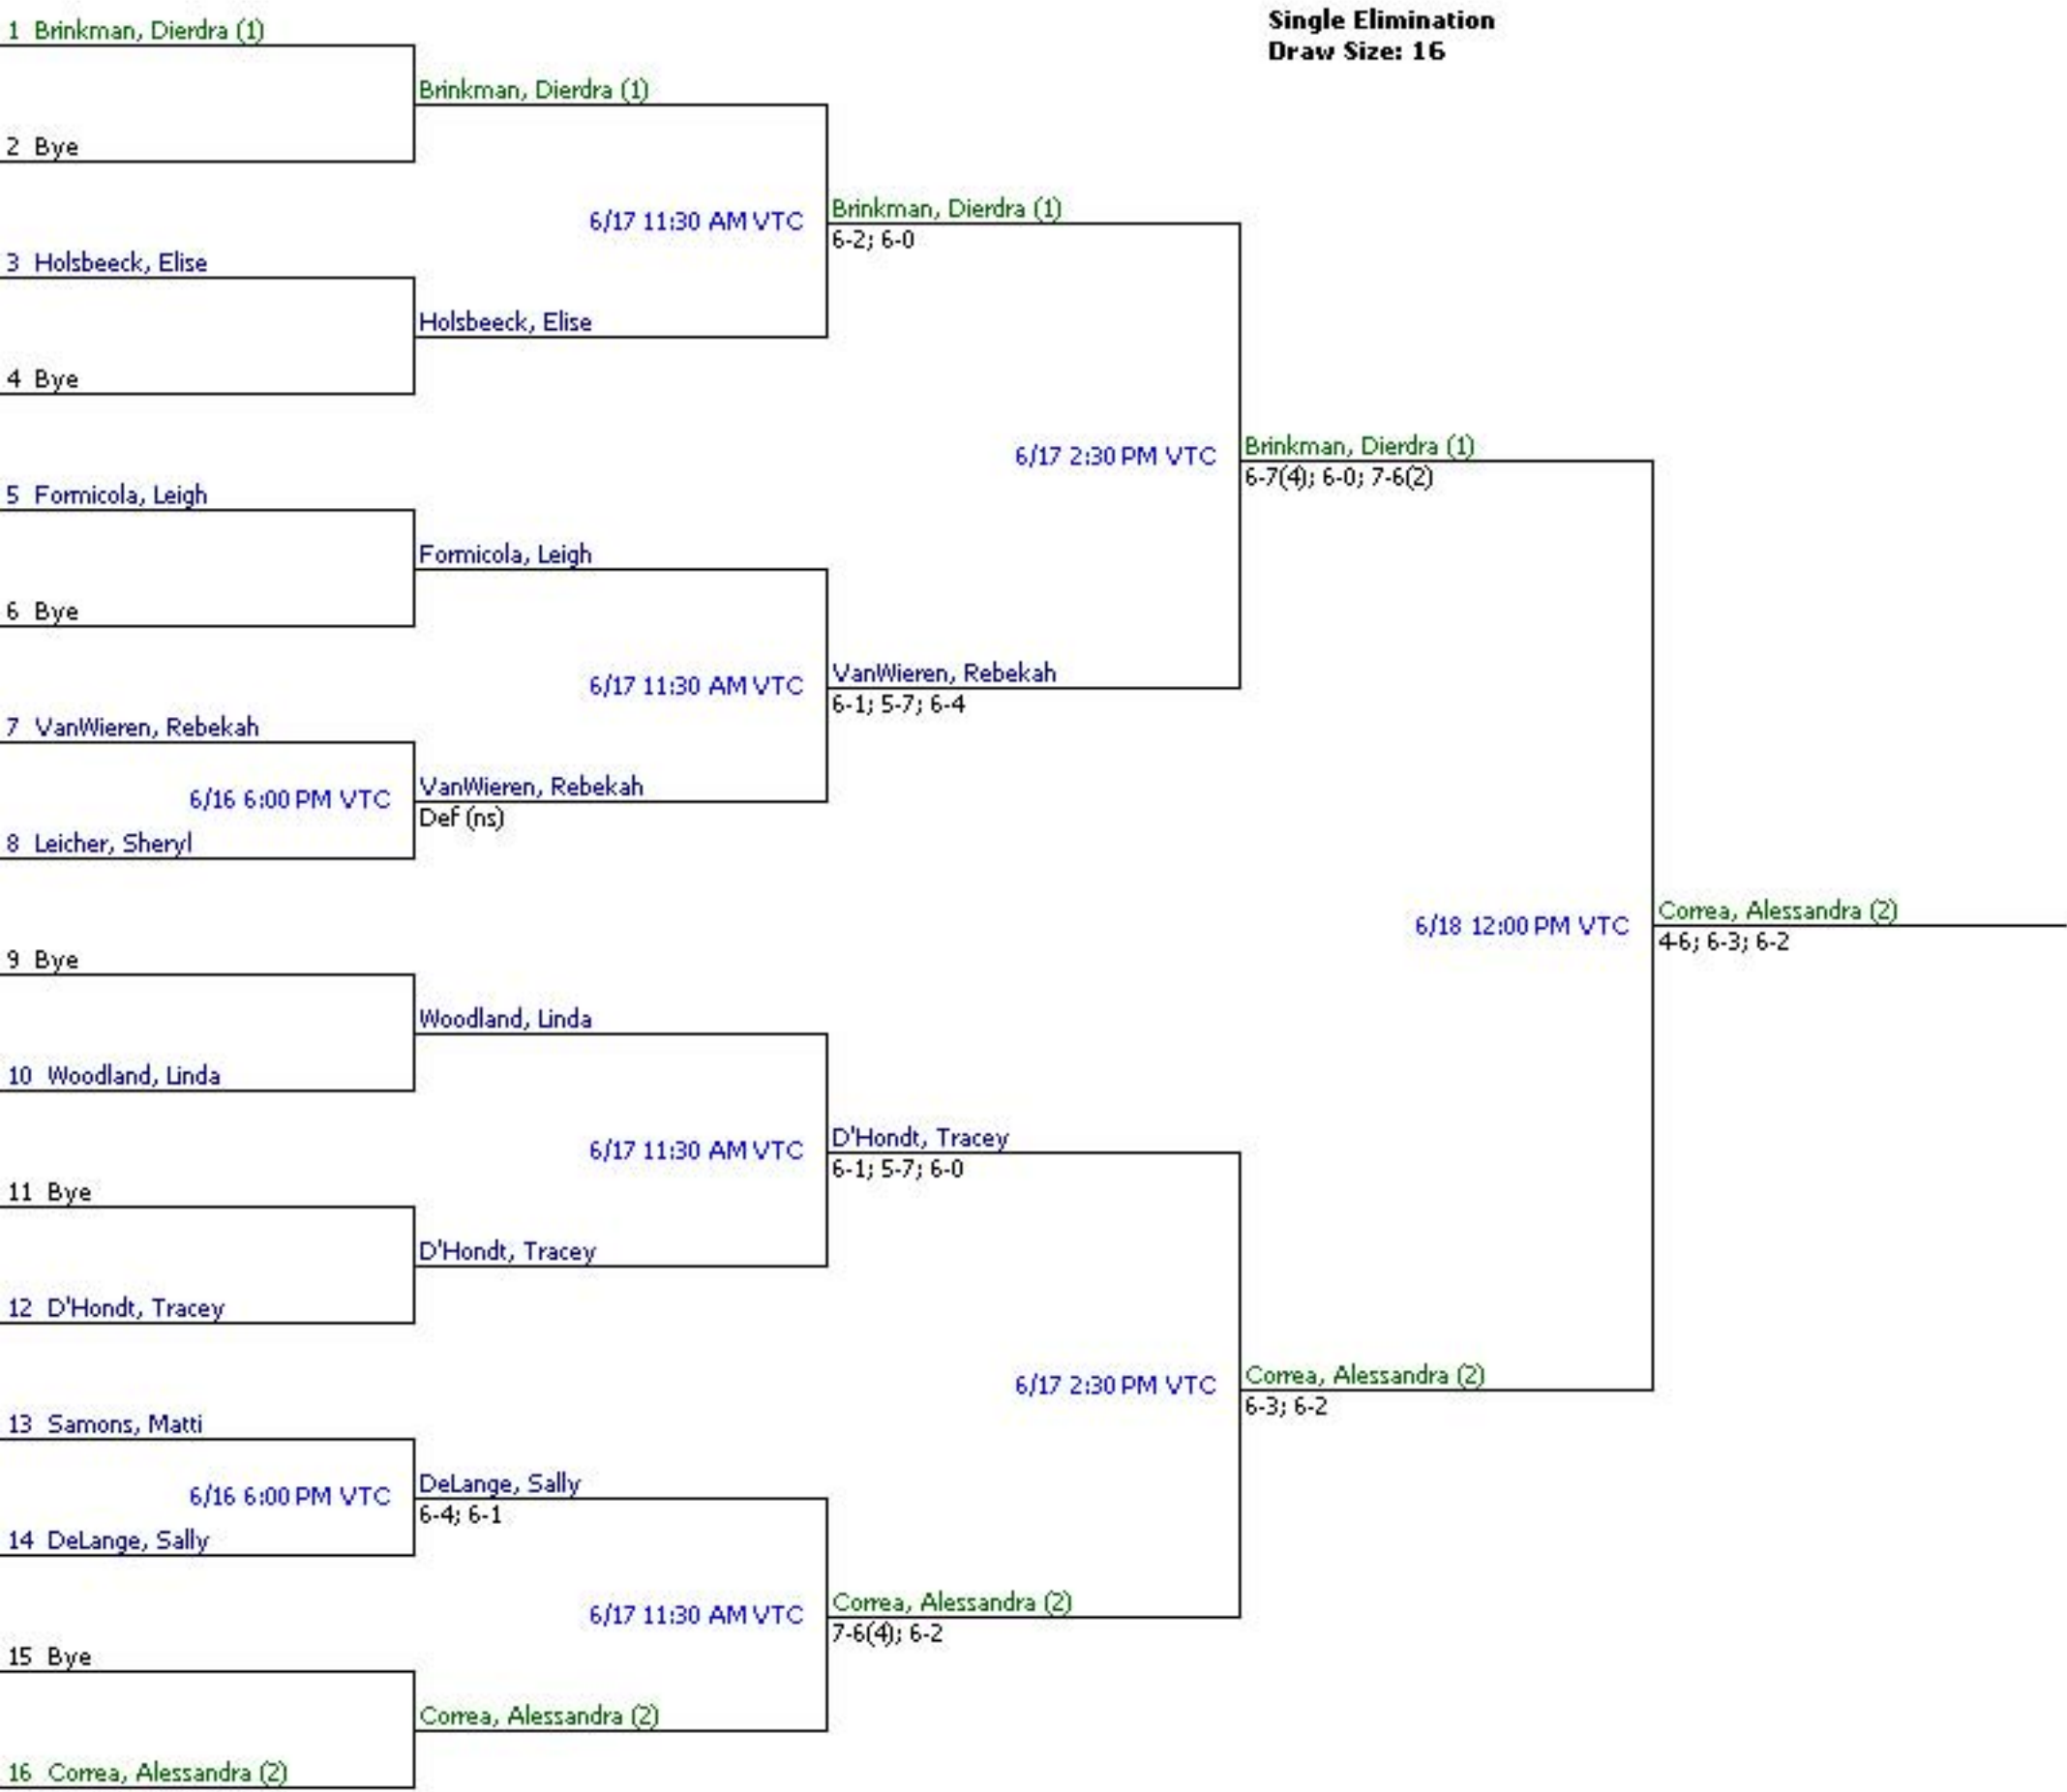 Single Elimination
Draw Size: 16
1 Brinkman, Dierdra (1)
Brinkman, Dierdra (1)
2 Bye
6/17 11:30 AM VTC
Brinkman, Dierdra (1)
6-2; 6-0
3 Holsbeeck, Elise
Holsbeeck, Elise
4 Bye
6/17 2:30 PM VTC
Brinkman, Dierdra (1)
6-7(4); 6-0; 7-6(2)
5 Formicola, Leigh
Formicola, Leigh
6 Bye
6/17 11:30 AM VTC
VanWieren, Rebekah
6-1; 5-7; 6-4
7 VanWieren, Rebekah
6/16 6:00 PM VTC
VanWieren, Rebekah
Def (ns)
8 Leicher, Sheryl
6/18 12:00 PM VTC
Correa, Alessandra (2)
4-6; 6-3; 6-2
9 Bye
Woodland, Linda
10 Woodland, Linda
6/17 11:30 AM VTC
D'Hondt, Tracey
6-1; 5-7; 6-0
11 Bye
D'Hondt, Tracey
12 D'Hondt, Tracey
6/17 2:30 PM VTC
Correa, Alessandra (2)
6-3; 6-2
13 Samons, Matti
6/16 6:00 PM VTC
DeLange, Sally
6-4; 6-1
14 DeLange, Sally
6/17 11:30 AM VTC
Correa, Alessandra (2)
7-6(4); 6-2
15 Bye
Correa, Alessandra (2)
16 Correa, Alessandra (2)